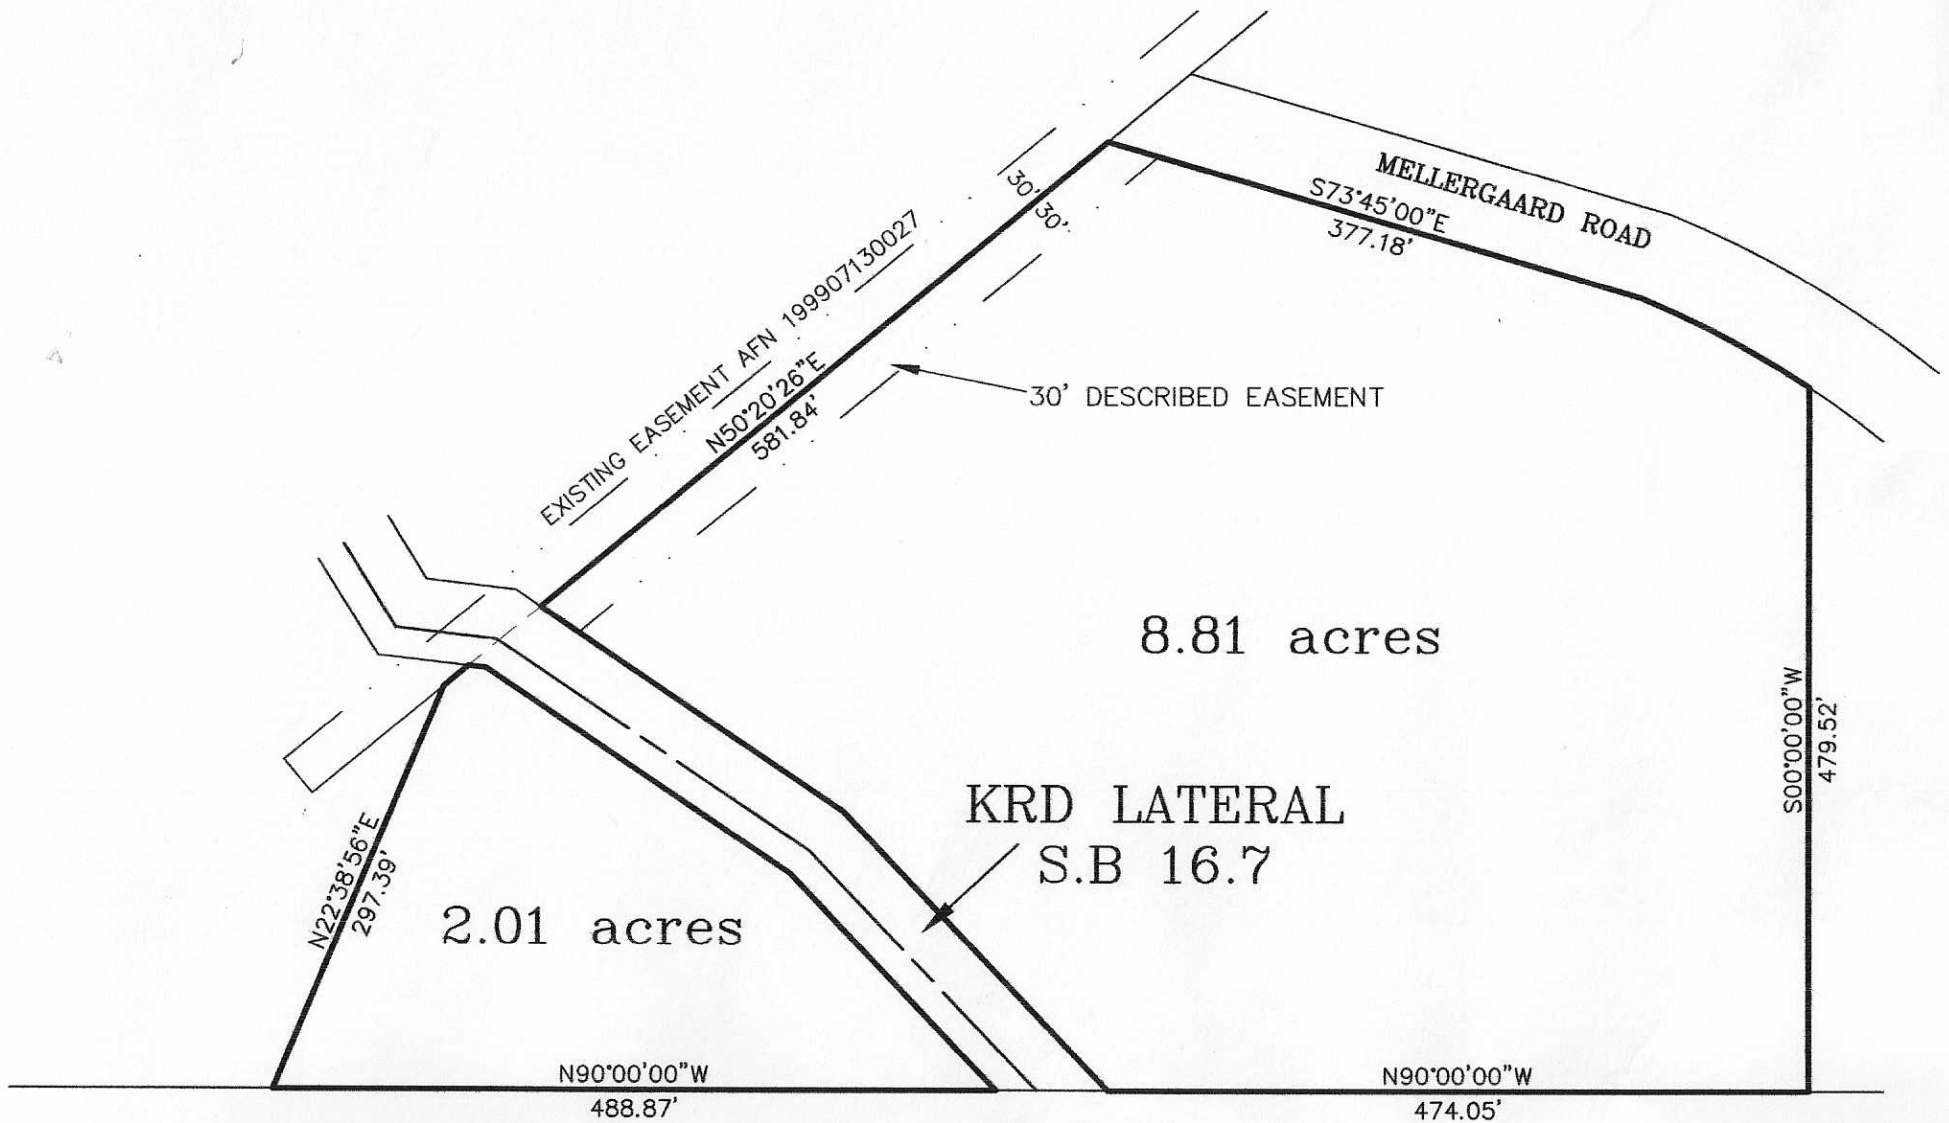 MELLERGAARD ROAD
S73°45'00"E
377.18'
30'
30'
EXISTING EASEMENT AFN 199907130027
N50°20'26"E
581.84'
30' DESCRIBED EASEMENT
8.81 acres
S00°00'00"W
479.52'
KRD LATERAL
S.B 16.7
N22°38'56"E
297.39'
2.01 acres
N90°00'00"W
488.87'
N90°00'00"W
474.05'